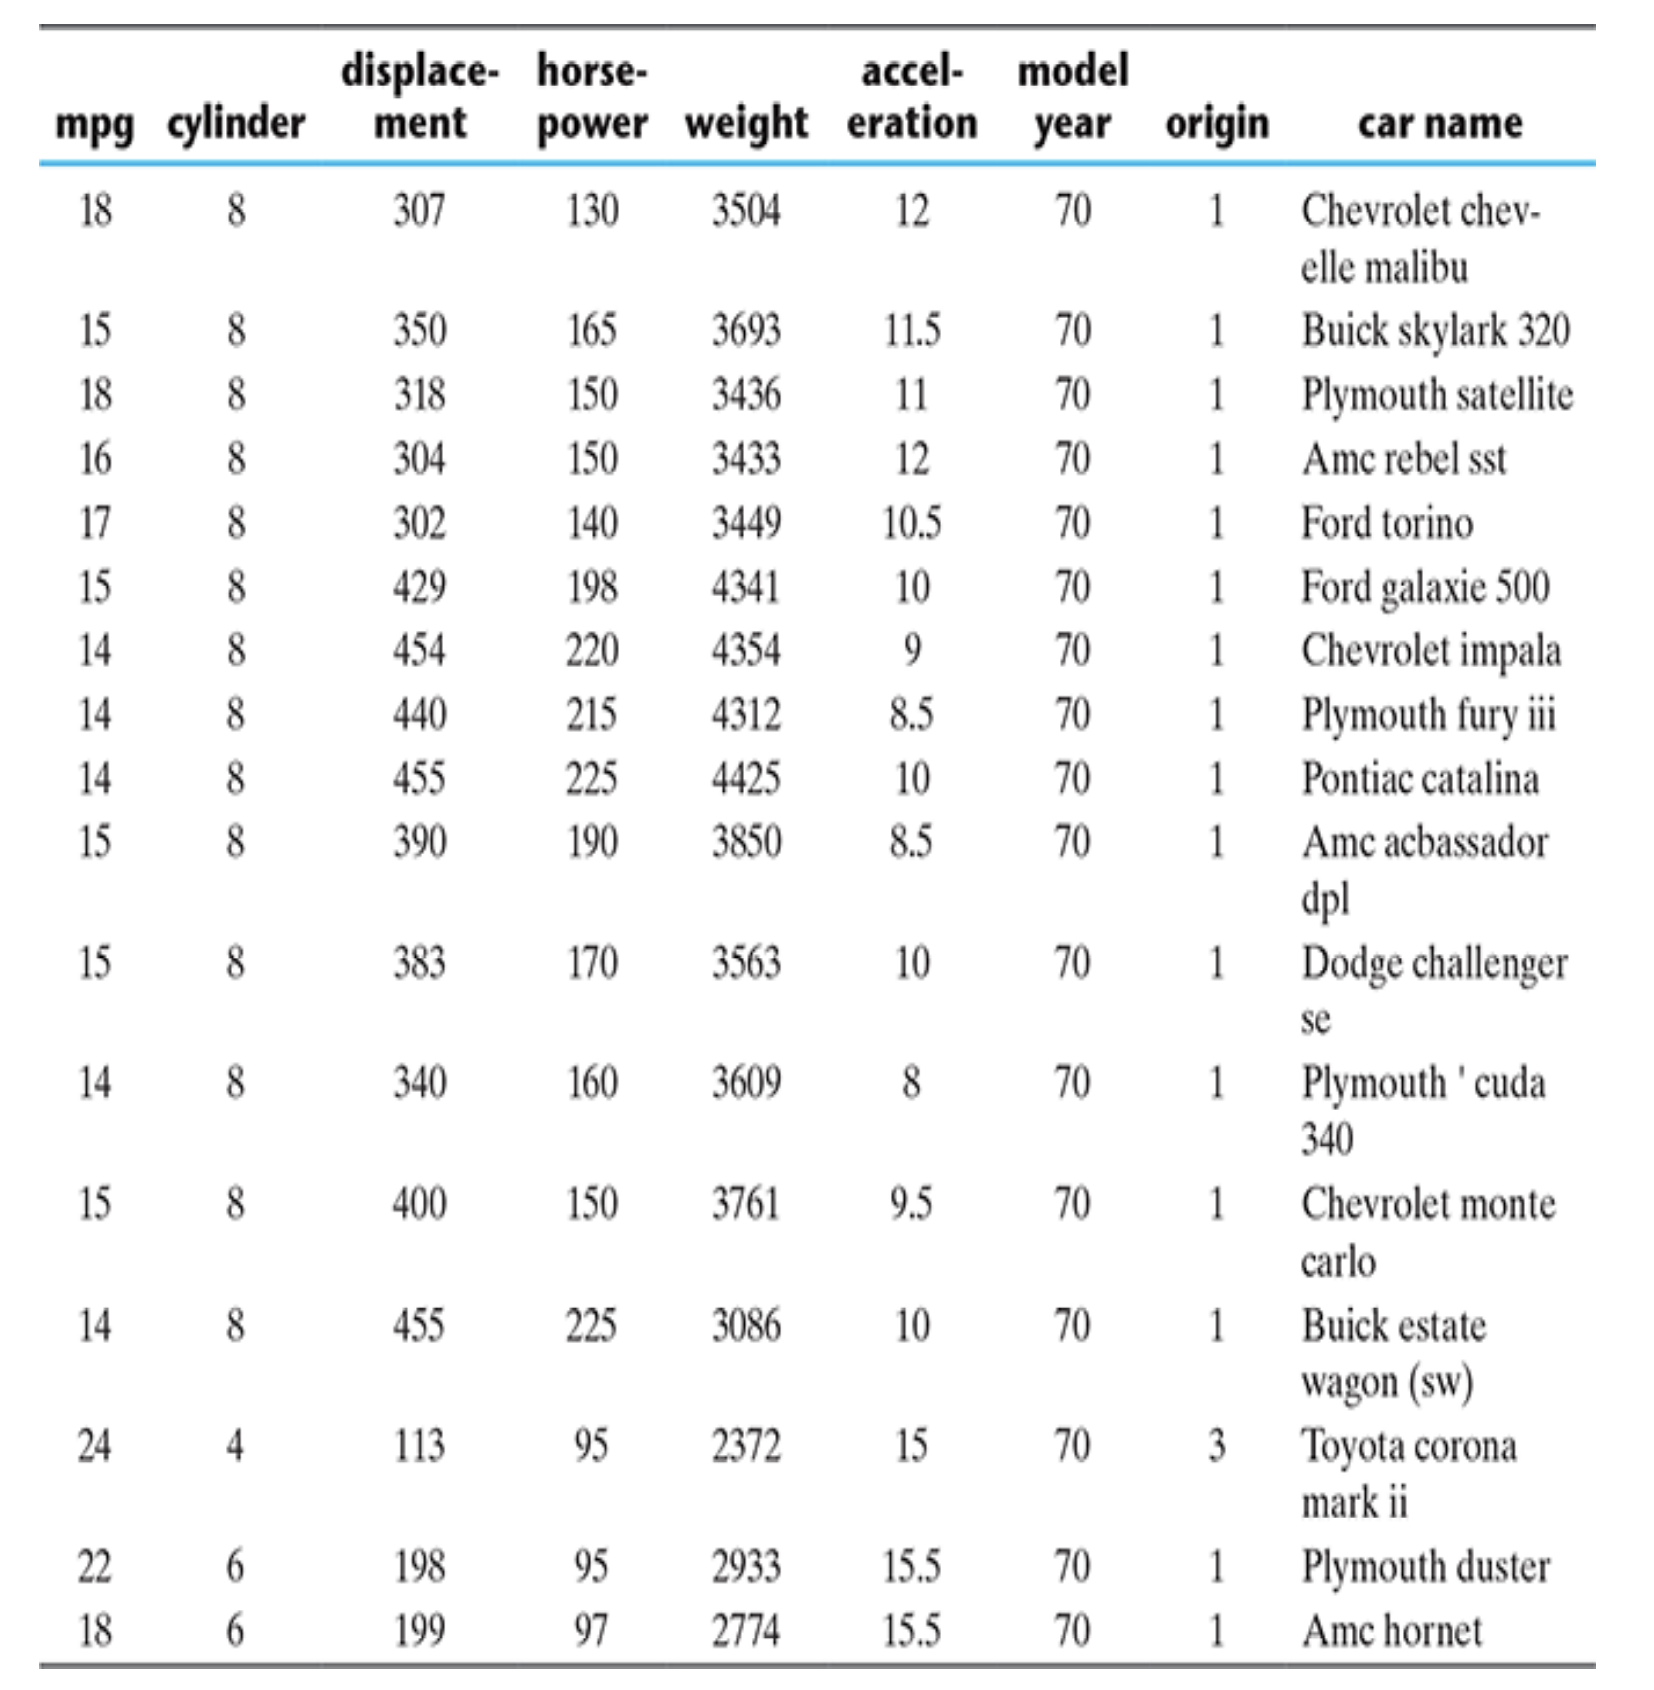 mpg cylinder displace-ment horse-power weight accel-eration model year origin car name
18 8 307 130 3504 12 70 1 Chevrolet chev-
elle malibu
15 8 350 165 3693 11.5 70 1 Buick skylark 320
18 8 318 150 3436 11 70 1 Plymouth satellite
16 8 304 150 3433 12 70 1 Amc rebel sst
17 8 302 140 3449 10.5 70 1 Ford torino
15 8 429 198 4341 10 70 1 Ford galaxie 500
14 8 454 220 4354 9 70 1 Chevrolet impala
14 8 440 215 4312 8.5 70 1 Plymouth fury iii
14 8 455 225 4425 10 70 1 Pontiac catalina
15 8 390 190 3850 8.5 70 1 Amc acbassador
dpl
15 8 383 170 3563 10 70 1 Dodge challenger
se
14 8 340 160 3609 8 70 1 Plymouth ' cuda
340
15 8 400 150 3761 9.5 70 1 Chevrolet monte
carlo
14 8 455 225 3086 10 70 1 Buick estate
wagon (sw)
24 4 113 95 2372 15 70 3 Toyota corona
mark ii
22 6 198 95 2933 15.5 70 1 Plymouth duster
18 6 199 97 2774 15.5 70 1 Amc hornet